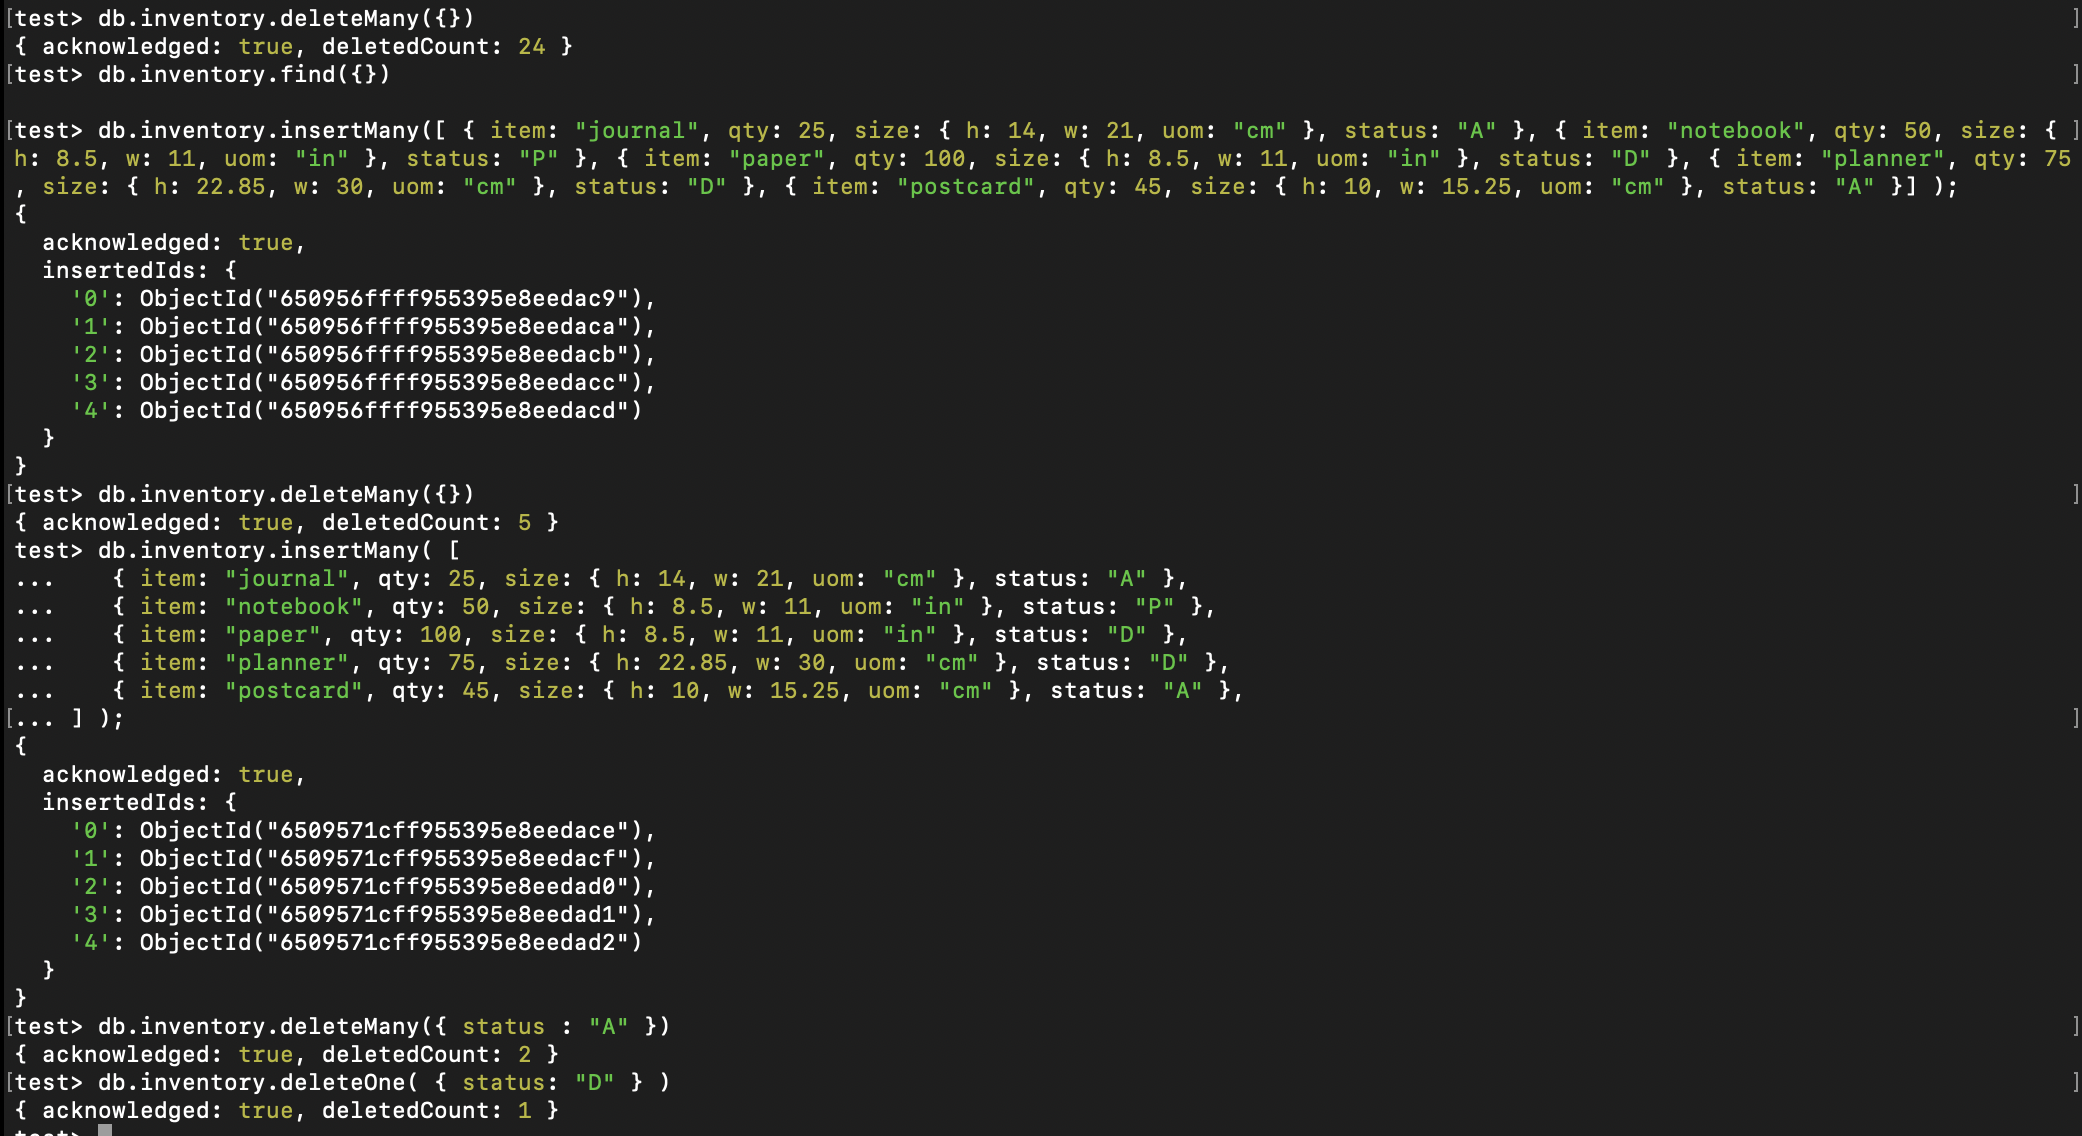 [test> db.inventory.deleteMany({}) ]
{ acknowledged: true, deletedCount: 24 }
[test> db.inventory.find({}) ]
[test> db.inventory.insertMany([ { item: "journal", qty: 25, size: { h: 14, w: 21, uom: "cm" }, status: "A" }, { item: "notebook", qty: 50, size: { ]
h: 8.5, w: 11, uom: "in" }, status: "P" }, { item: "paper", qty: 100, size: { h: 8.5, w: 11, uom: "in" }, status: "D" }, { item: "planner", qty: 75
, size: { h: 22.85, w: 30, uom: "cm" }, status: "D" }, { item: "postcard", qty: 45, size: { h: 10, w: 15.25, uom: "cm" }, status: "A" }] );
{
  acknowledged: true,
  insertedIds: {
    '0': ObjectId("650956ffff955395e8eedac9"),
    '1': ObjectId("650956ffff955395e8eedaca"),
    '2': ObjectId("650956ffff955395e8eedacb"),
    '3': ObjectId("650956ffff955395e8eedacc"),
    '4': ObjectId("650956ffff955395e8eedacd")
  }
}
[test> db.inventory.deleteMany({}) ]
{ acknowledged: true, deletedCount: 5 }
test> db.inventory.insertMany( [
...    { item: "journal", qty: 25, size: { h: 14, w: 21, uom: "cm" }, status: "A" },
...    { item: "notebook", qty: 50, size: { h: 8.5, w: 11, uom: "in" }, status: "P" },
...    { item: "paper", qty: 100, size: { h: 8.5, w: 11, uom: "in" }, status: "D" },
...    { item: "planner", qty: 75, size: { h: 22.85, w: 30, uom: "cm" }, status: "D" },
...    { item: "postcard", qty: 45, size: { h: 10, w: 15.25, uom: "cm" }, status: "A" },
[... ] ); ]
{
  acknowledged: true,
  insertedIds: {
    '0': ObjectId("6509571cff955395e8eedace"),
    '1': ObjectId("6509571cff955395e8eedacf"),
    '2': ObjectId("6509571cff955395e8eedad0"),
    '3': ObjectId("6509571cff955395e8eedad1"),
    '4': ObjectId("6509571cff955395e8eedad2")
  }
}
[test> db.inventory.deleteMany({ status : "A" }) ]
{ acknowledged: true, deletedCount: 2 }
[test> db.inventory.deleteOne( { status: "D" } ) ]
{ acknowledged: true, deletedCount: 1 }
test>